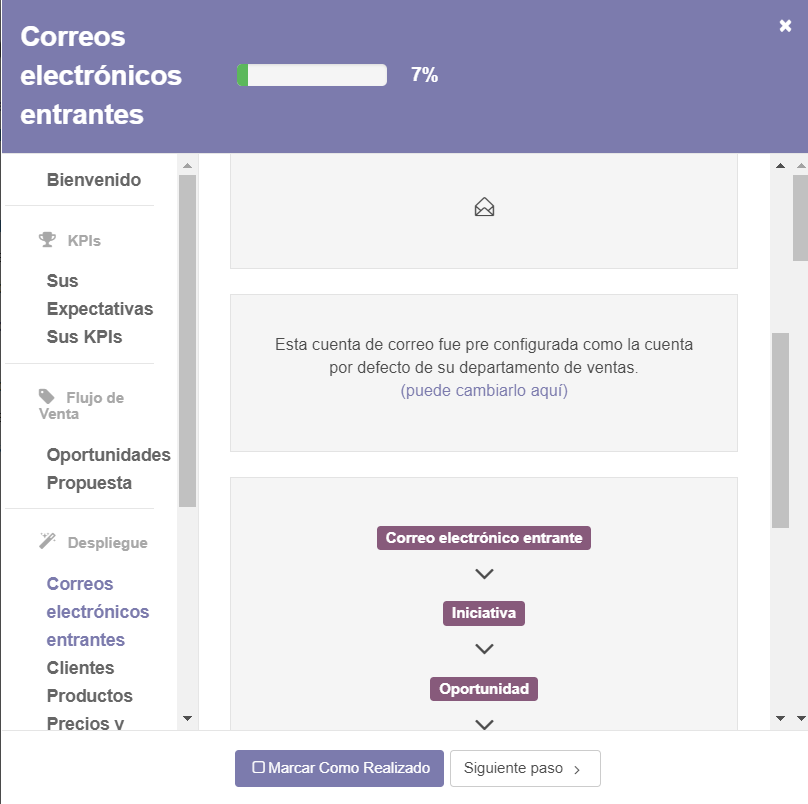 Correos
electrónicos
entrantes
7%
Bienvenido
KPIs
Sus
Expectativas
Sus KPIs
Flujo de
Venta
Oportunidades
Propuesta
Despliegue
Correos
electrónicos
entrantes
Clientes
Productos
Precios y
Esta cuenta de correo fue pre configurada como la cuenta
por defecto de su departamento de ventas.
(puede cambiarlo aquí)
Correo electrónico entrante
Iniciativa
Oportunidad
Marcar Como Realizado
Siguiente paso